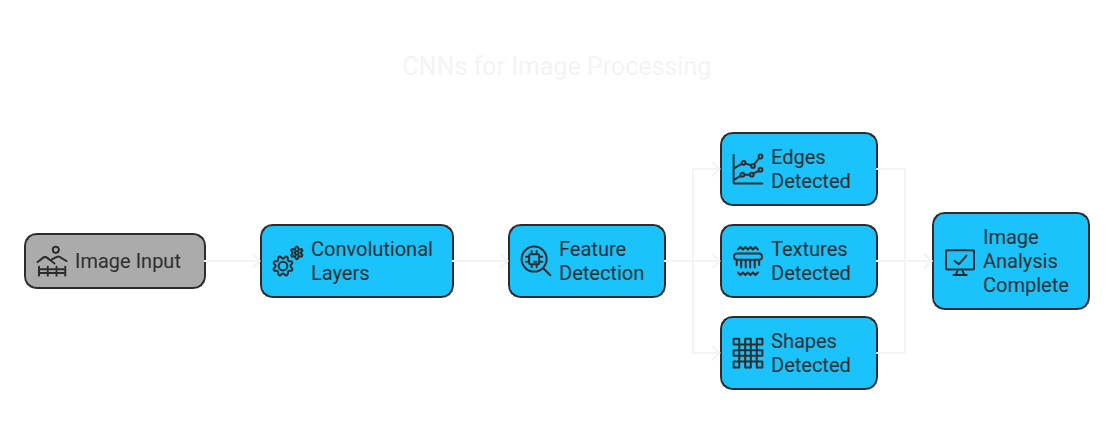 CNNs for Image Processing
Image Input
Convolutional
Layers
Feature
Detection
Edges
Detected
Textures
Detected
Shapes
Detected
Image
Analysis
Complete